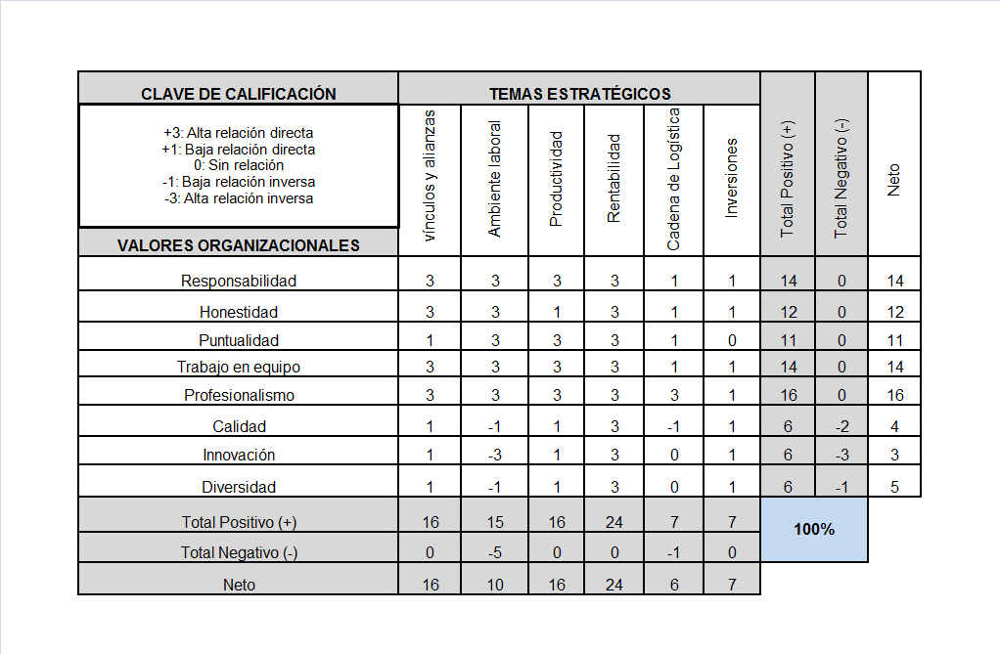 CLAVE DE CALIFICACIÓN TEMAS ESTRATÉGICOS
+3: Alta relación directa
+1: Baja relación directa
0: Sin relación
-1: Baja relación inversa
-3: Alta relación inversa
vínculos y alianzas
Ambiente laboral
Productividad
Rentabilidad
Cadena de Logística
Inversiones
Total Positivo (+)
Total Negativo (-)
Neto
VALORES ORGANIZACIONALES
Responsabilidad 3 3 3 3 1 1 14 0 14
Honestidad 3 3 1 3 1 1 12 0 12
Puntualidad 1 3 3 3 1 0 11 0 11
Trabajo en equipo 3 3 3 3 1 1 14 0 14
Profesionalismo 3 3 3 3 3 1 16 0 16
Calidad 1 -1 1 3 -1 1 6 -2 4
Innovación 1 -3 1 3 0 1 6 -3 3
Diversidad 1 -1 1 3 0 1 6 -1 5
Total Positivo (+) 16 15 16 24 7 7 100%
Total Negativo (-) 0 -5 0 0 -1 0
Neto 16 10 16 24 6 7